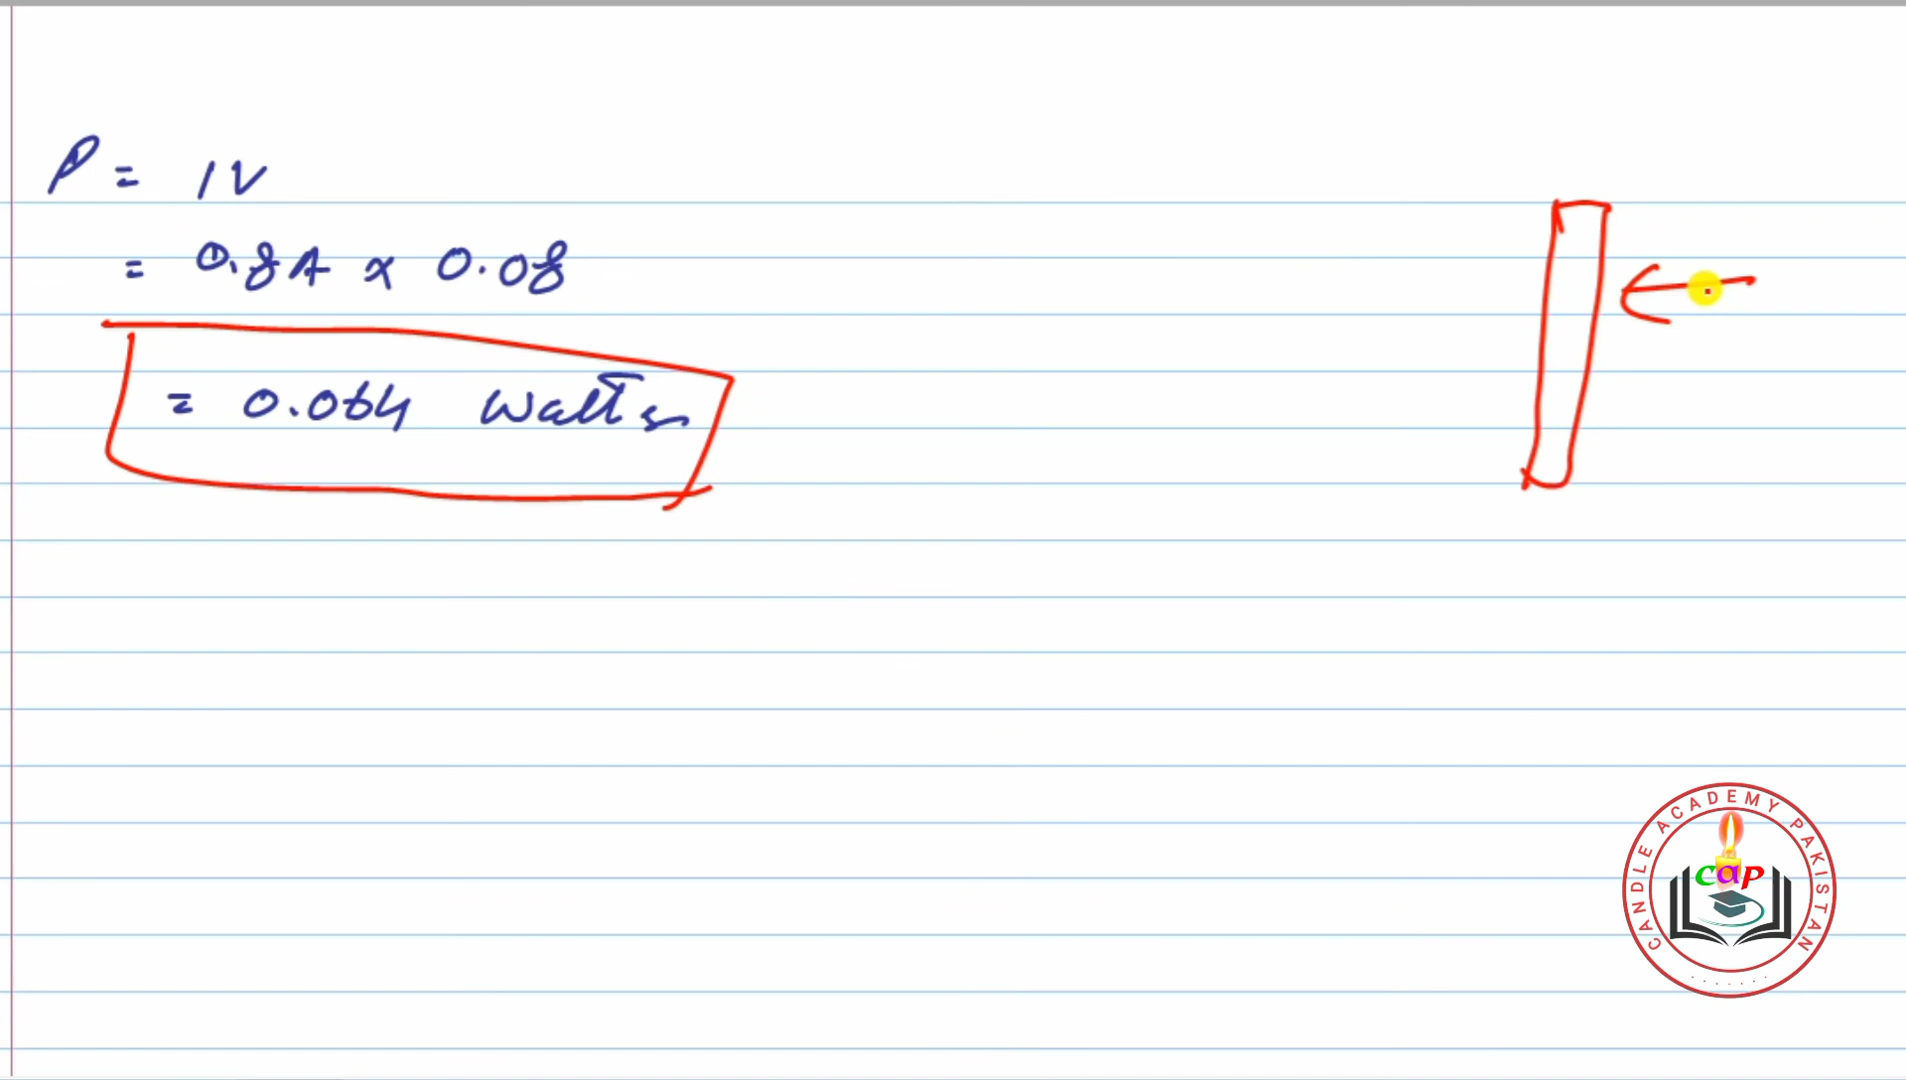 P = IV
= 0.8A x 0.08
= 0.064 Watts
CANDLE ACADEMY PAKISTAN
CAP